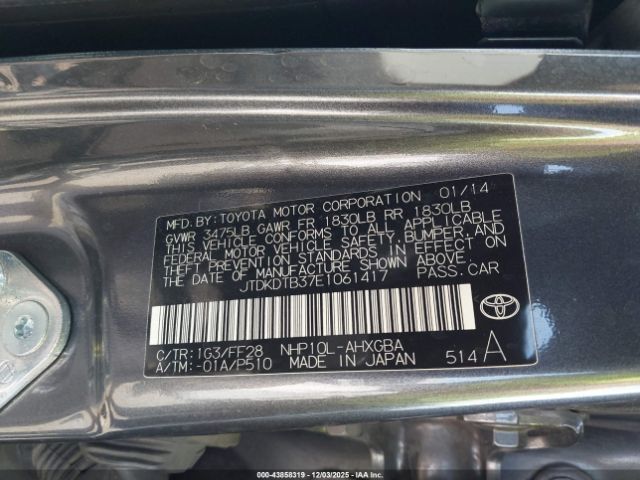 MFD. BY: TOYOTA MOTOR CORPORATION 01/14
GVWR 3475LB GAWR FR 1830LB RR 1830LB
THIS VEHICLE CONFORMS TO ALL APPLICABLE
FEDERAL MOTOR VEHICLE SAFETY, BUMPER, AND
THEFT PREVENTION STANDARDS IN EFFECT ON
THE DATE OF MANUFACTURE SHOWN ABOVE.
JTDKDTB37E1061417 PASS. CAR
C/TR: 1G3/FF28 NHP10L-AHXGBA
A/TM: -01A/P510 MADE IN JAPAN 514 A
000-43858319 | 12/03/2025 | COPART